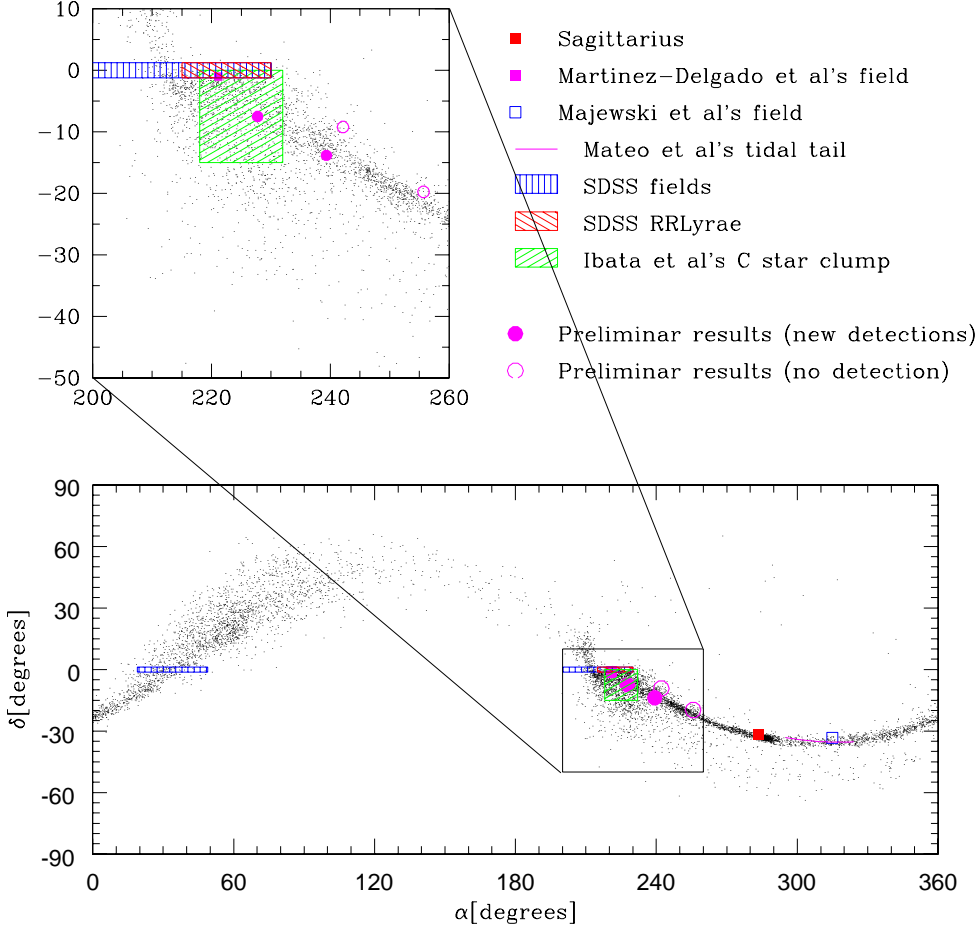 10
0
-10
-20
-30
-40
-50
200 220 240 260
Sagittarius
Martinez-Delgado et al's field
Majewski et al's field
Mateo et al's tidal tail
SDSS fields
SDSS RRLyrae
Ibata et al's C star clump
Preliminar results (new detections)
Preliminar results (no detection)
90
60
30
0
-30
-60
-90
δ[degrees]
0 60 120 180 240 300 360
α[degrees]